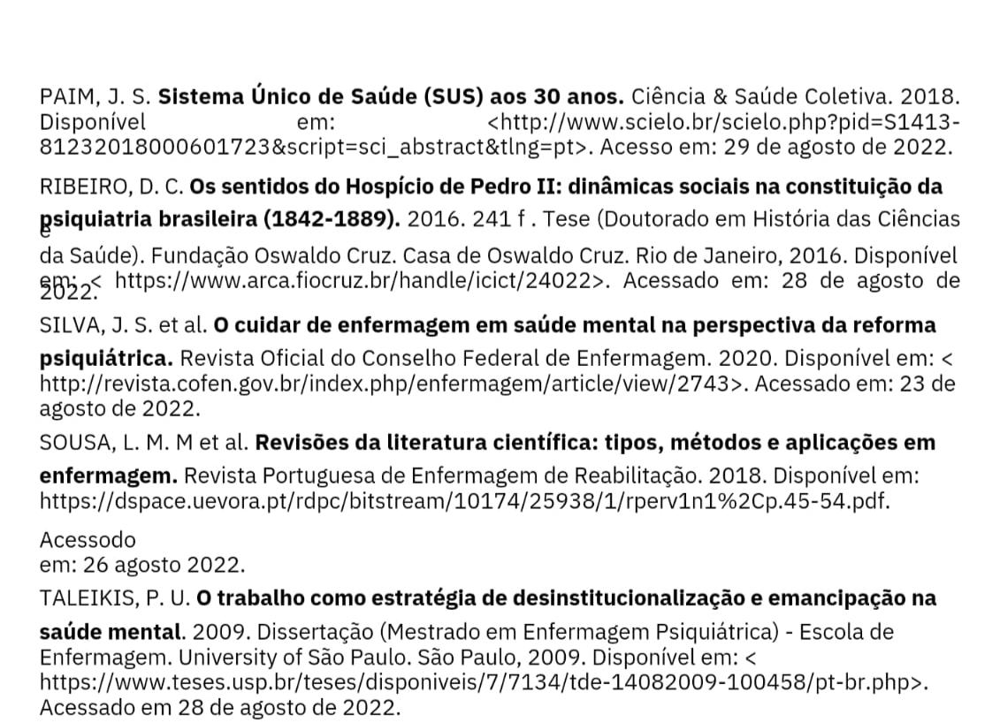 PAIM, J. S. Sistema Único de Saúde (SUS) aos 30 anos. Ciência & Saúde Coletiva. 2018.
Disponível em: <http://www.scielo.br/scielo.php?pid=S1413-
81232018000601723&script=sci_abstract&tlng=pt>. Acesso em: 29 de agosto de 2022.
RIBEIRO, D. C. Os sentidos do Hospício de Pedro II: dinâmicas sociais na constituição da
psiquiatria brasileira (1842-1889). 2016. 241 f . Tese (Doutorado em História das Ciências
e
da Saúde). Fundação Oswaldo Cruz. Casa de Oswaldo Cruz. Rio de Janeiro, 2016. Disponível
em: < https://www.arca.fiocruz.br/handle/icict/24022>. Acessado em: 28 de agosto de
2022.
SILVA, J. S. et al. O cuidar de enfermagem em saúde mental na perspectiva da reforma
psiquiátrica. Revista Oficial do Conselho Federal de Enfermagem. 2020. Disponível em: <
http://revista.cofen.gov.br/index.php/enfermagem/article/view/2743>. Acessado em: 23 de
agosto de 2022.
SOUSA, L. M. M et al. Revisões da literatura científica: tipos, métodos e aplicações em
enfermagem. Revista Portuguesa de Enfermagem de Reabilitação. 2018. Disponível em:
https://dspace.uevora.pt/rdpc/bitstream/10174/25938/1/rperv1n1%2Cp.45-54.pdf.
Acessodo
em: 26 agosto 2022.
TALEIKIS, P. U. O trabalho como estratégia de desinstitucionalização e emancipação na
saúde mental. 2009. Dissertação (Mestrado em Enfermagem Psiquiátrica) - Escola de
Enfermagem. University of São Paulo. São Paulo, 2009. Disponível em: <
https://www.teses.usp.br/teses/disponiveis/7/7134/tde-14082009-100458/pt-br.php>.
Acessado em 28 de agosto de 2022.